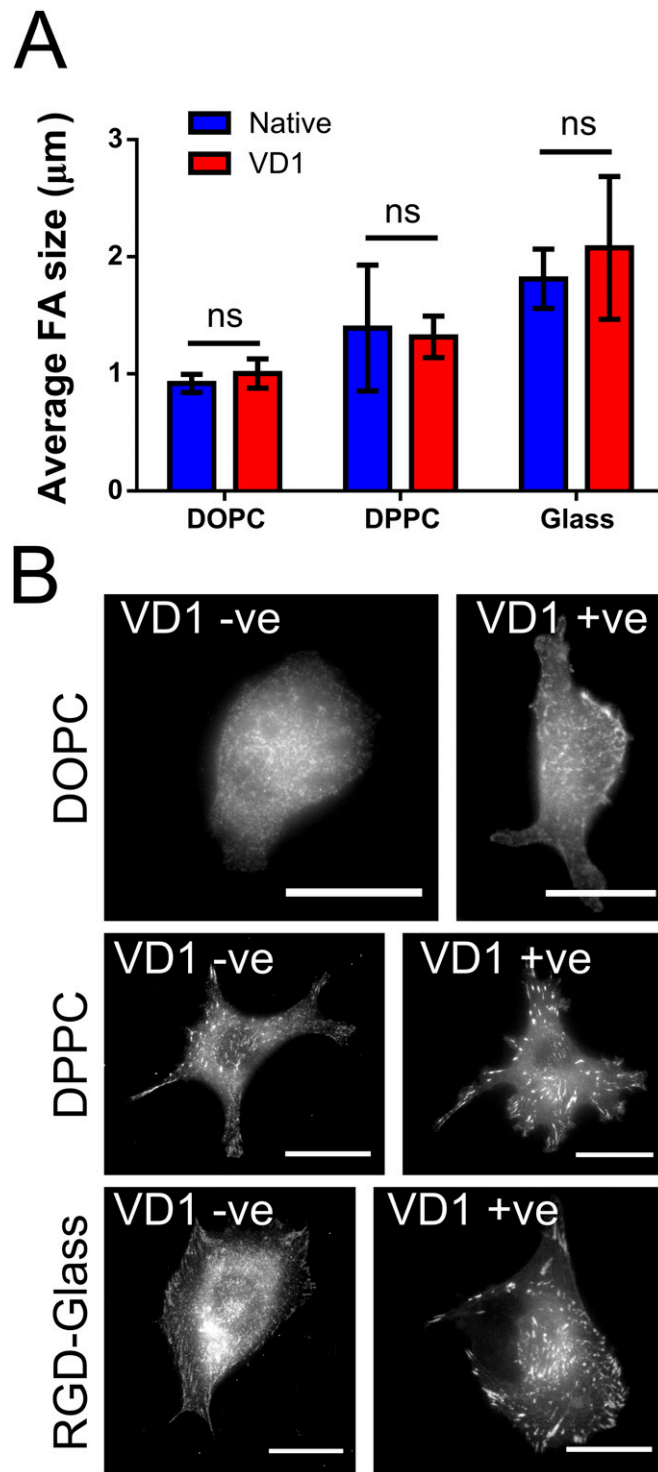 A
Native
VD1
Average FA size (μm)
3
2
1
0
ns
ns
ns
DOPC
DPPC
Glass
B
DOPC
VD1 -ve
VD1 +ve
DPPC
VD1 -ve
VD1 +ve
RGD-Glass
VD1 -ve
VD1 +ve